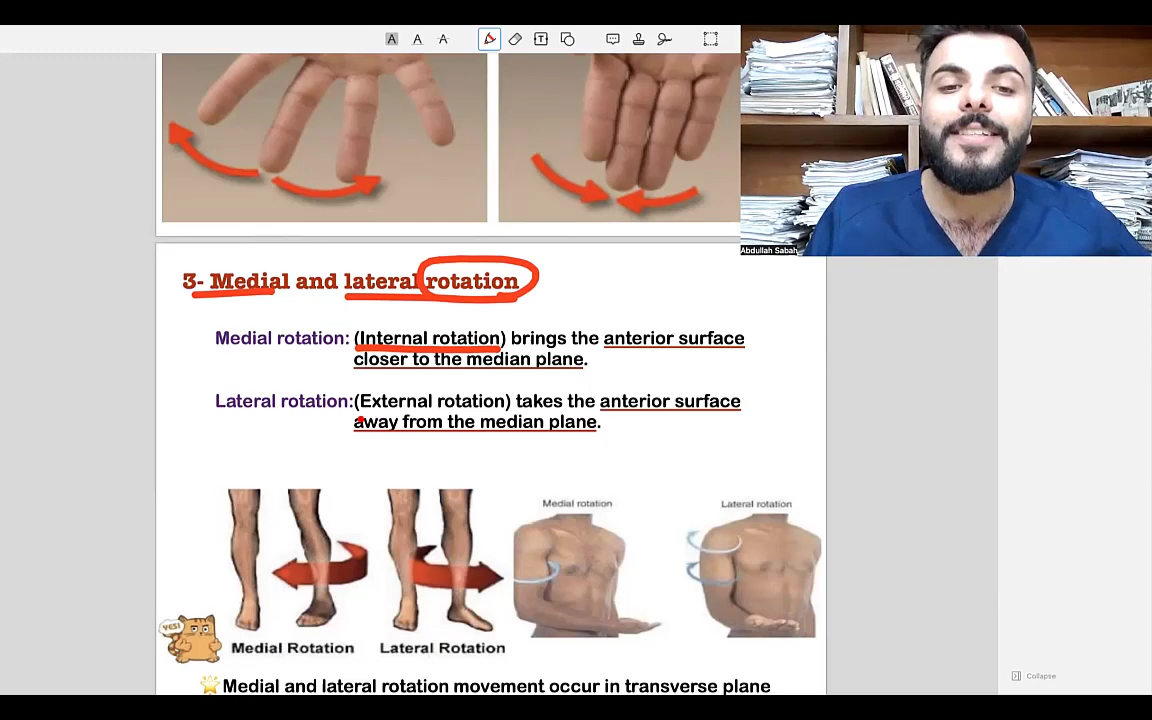 A A A T
Abdullah Sabah
3- Medial and lateral rotation
Medial rotation: (Internal rotation) brings the anterior surface
closer to the median plane.
Lateral rotation:(External rotation) takes the anterior surface
away from the median plane.
Medial rotation Lateral rotation
YES!
Medial Rotation Lateral Rotation
Medial and lateral rotation movement occur in transverse plane
Collapse